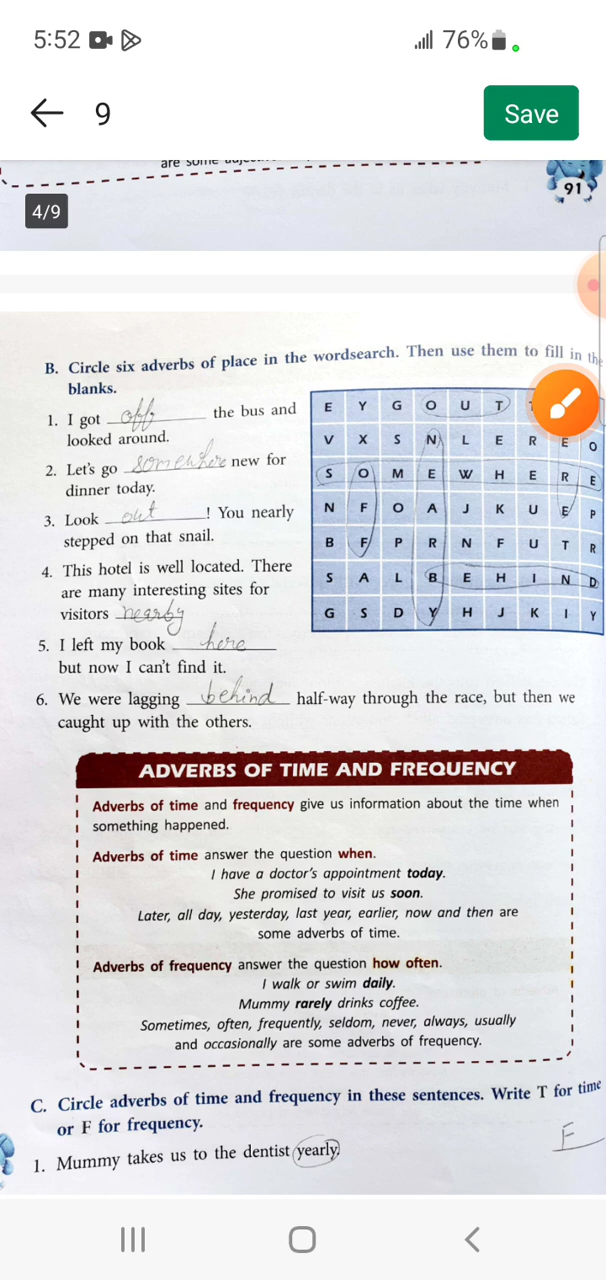 5:52 76%
9 Save
4/9
91
B. Circle six adverbs of place in the wordsearch. Then use them to fill in the
blanks.
1. I got off the bus and
looked around.
2. Let's go somewhere new for
dinner today.
3. Look out! You nearly
stepped on that snail.
4. This hotel is well located. There
are many interesting sites for
visitors nearby
5. I left my book here
but now I can't find it.
6. We were lagging behind half-way through the race, but then we
caught up with the others.
E Y G O U T
V X S N L E R E O
S O M E W H E R E
N F O A J K U E P
B F P R N F U T R
S A L B E H I N D
G S D Y H J K I Y
ADVERBS OF TIME AND FREQUENCY
Adverbs of time and frequency give us information about the time when
something happened.
Adverbs of time answer the question when.
I have a doctor's appointment today.
She promised to visit us soon.
Later, all day, yesterday, last year, earlier, now and then are
some adverbs of time.
Adverbs of frequency answer the question how often.
I walk or swim daily.
Mummy rarely drinks coffee.
Sometimes, often, frequently, seldom, never, always, usually
and occasionally are some adverbs of frequency.
C. Circle adverbs of time and frequency in these sentences. Write T for time
or F for frequency.
1. Mummy takes us to the dentist yearly. F